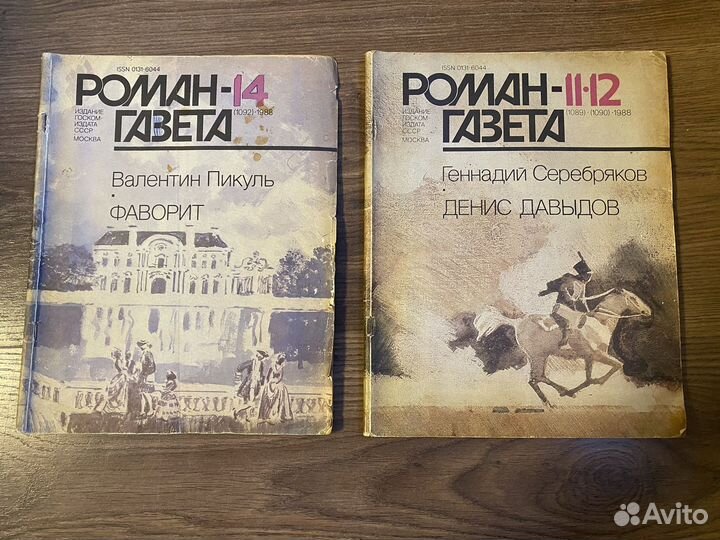 ISSN 0131-6044
РОМАН-14
ГАЗЕТА
(1092)·1988
ИЗДАНИЕ
ГОСКОМ-
ИЗДАТА
СССР
МОСКВА
Валентин Пикуль
ФАВОРИТ
ISSN 0131-6044
РОМАН-11·12
ГАЗЕТА
(1089)·(1090)·1988
ИЗДАНИЕ
ГОСКОМ-
ИЗДАТА
СССР
МОСКВА
Геннадий Серебряков
ДЕНИС ДАВЫДОВ
Avito